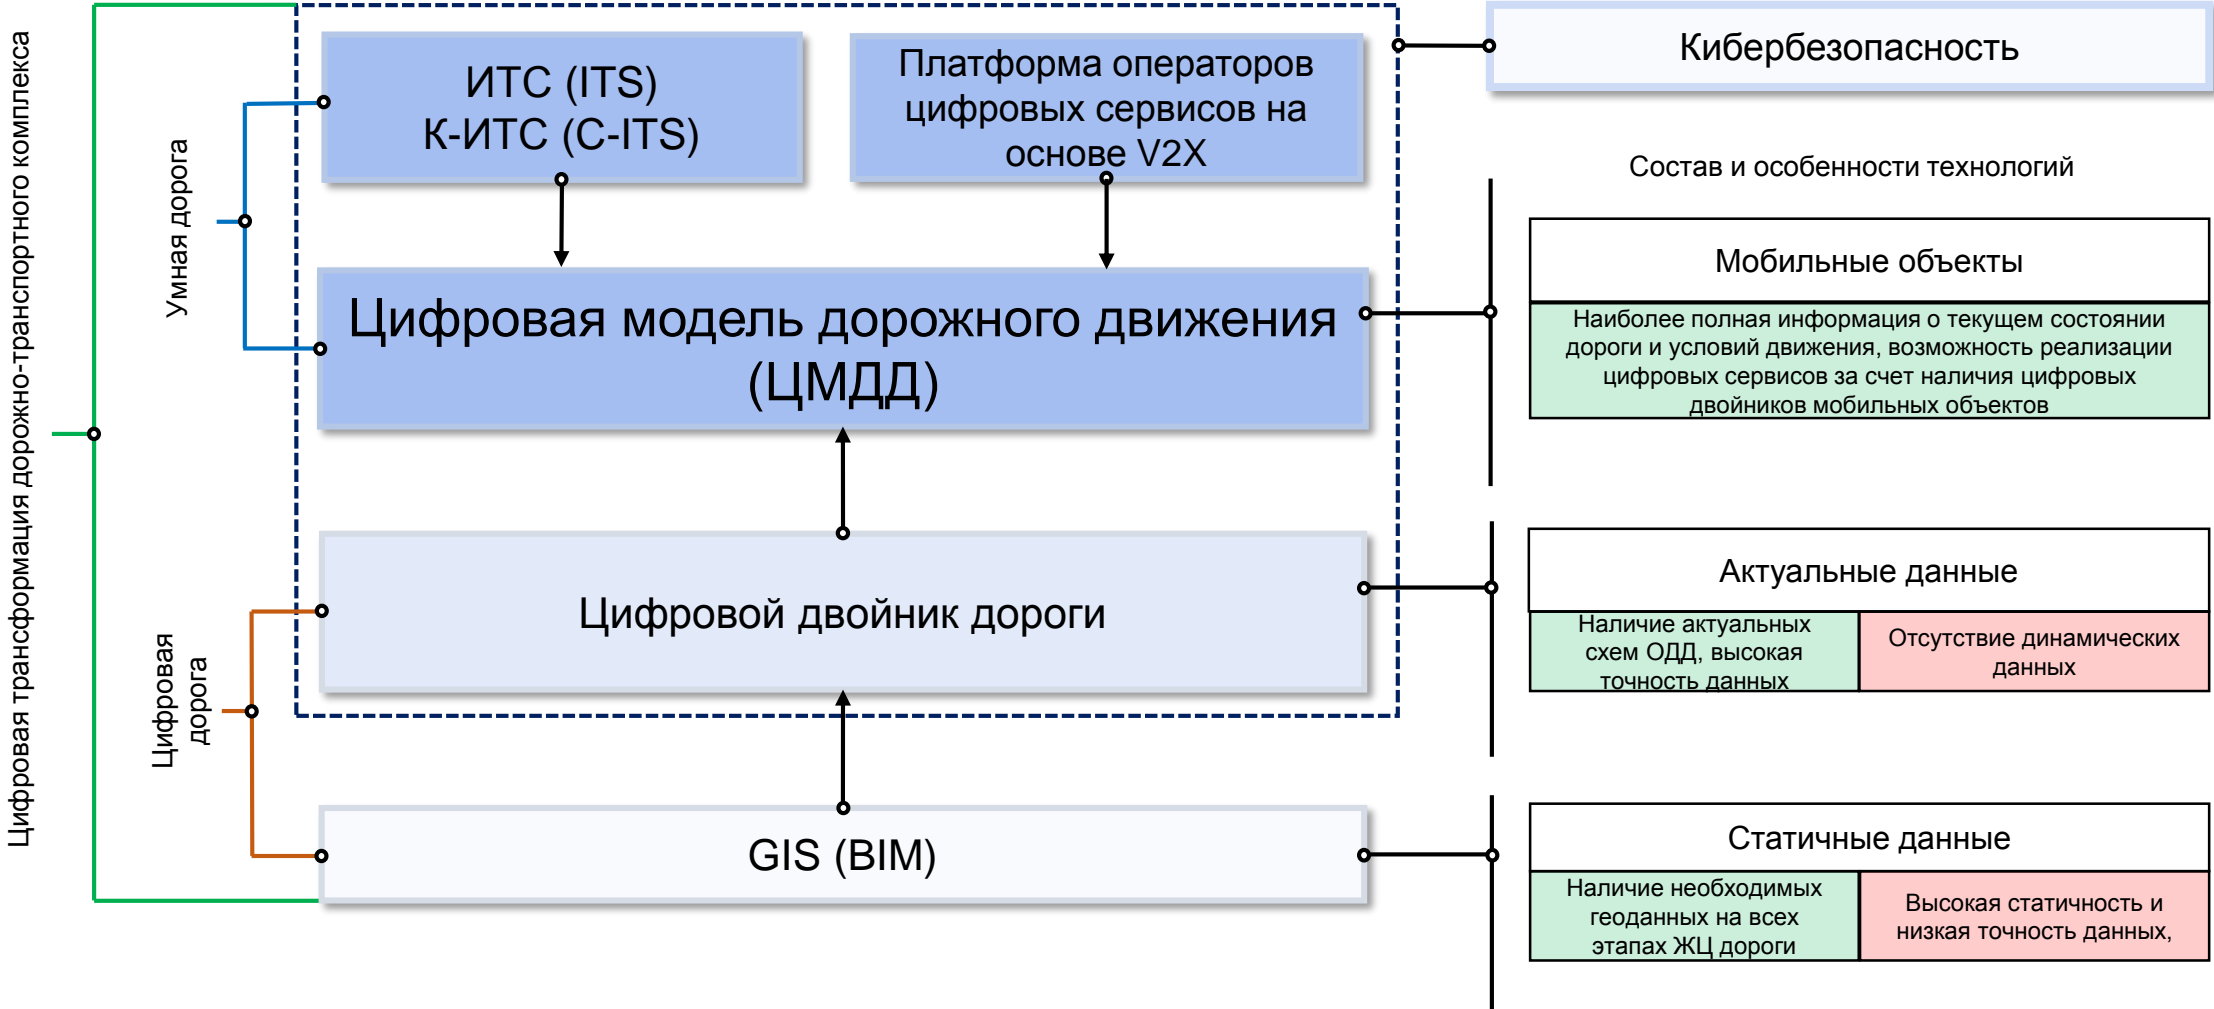 Цифровая трансформация дорожно-транспортного комплекса
Умная дорога
Цифровая
дорога
ИТС (ITS)
К-ИТС (C-ITS)
Платформа операторов
цифровых сервисов на
основе V2X
Цифровая модель дорожного движения
(ЦМДД)
Цифровой двойник дороги
GIS (BIM)
Кибербезопасность
Состав и особенности технологий
Мобильные объекты
Наиболее полная информация о текущем состоянии
дороги и условий движения, возможность реализации
цифровых сервисов за счет наличия цифровых
двойников мобильных объектов
Актуальные данные
Наличие актуальных
схем ОДД, высокая
точность данных
Отсутствие динамических
данных
Статичные данные
Наличие необходимых
геоданных на всех
этапах ЖЦ дороги
Высокая статичность и
низкая точность данных,